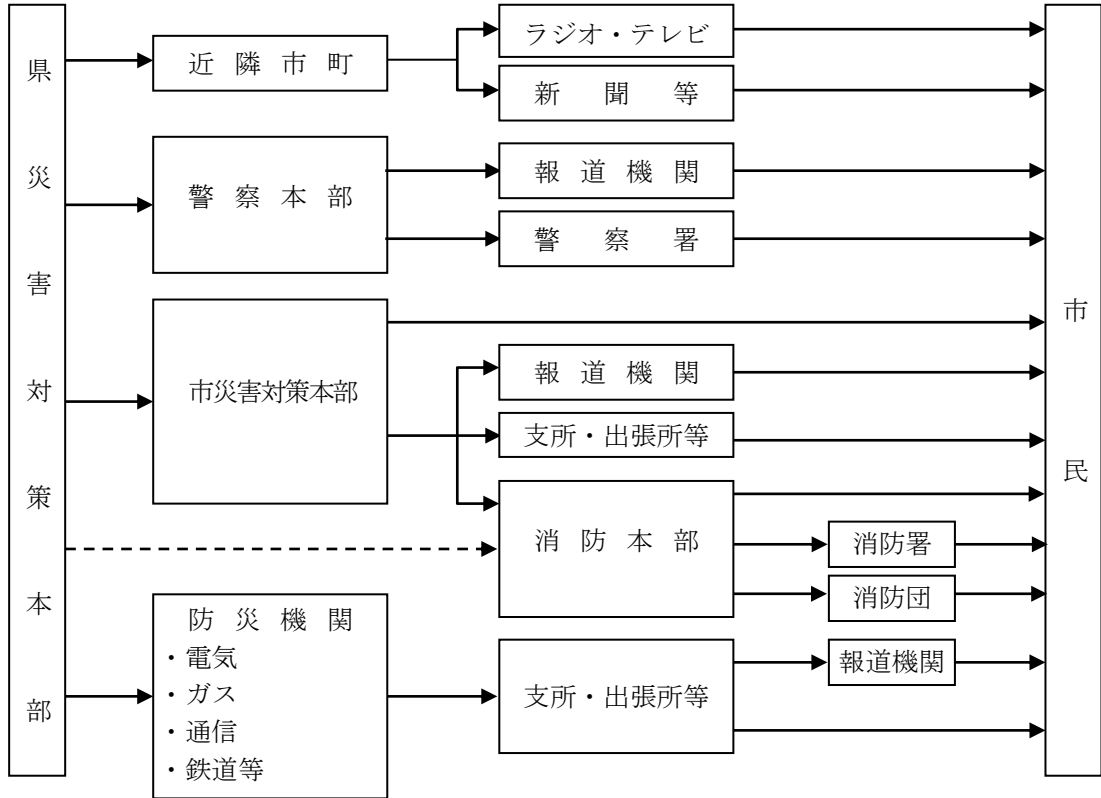 県災害対策本部
近隣市町
ラジオ・テレビ
新聞等
警察本部
報道機関
警察署
市災害対策本部
報道機関
支所・出張所等
消防本部
消防署
消防団
防災機関
・電気
・ガス
・通信
・鉄道等
支所・出張所等
報道機関
市民